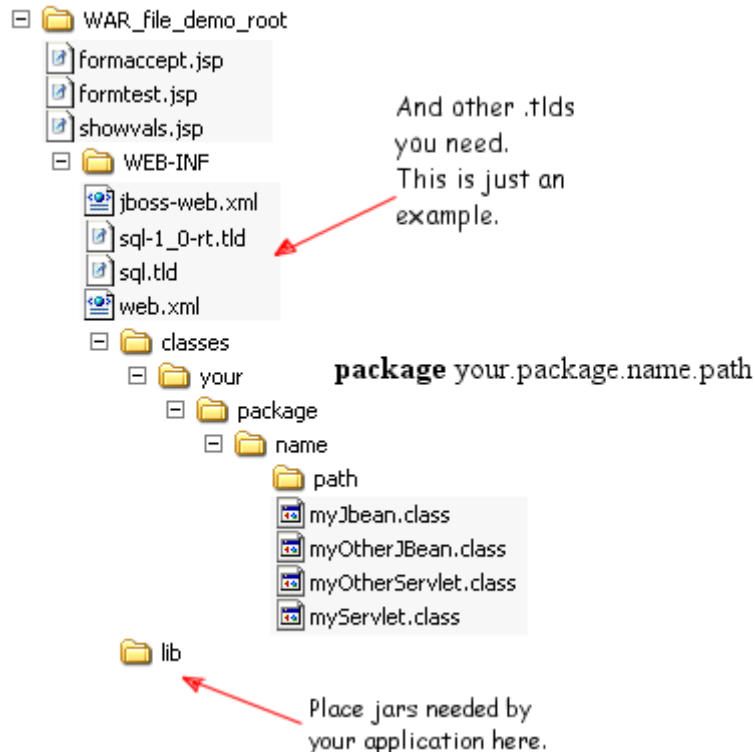 WAR_file_demo_root
formaccept.jsp
formtest.jsp
showvals.jsp
WEB-INF
jboss-web.xml
sql-1_0-rt.tld
sql.tld
web.xml
And other .tlds
you need.
This is just an
example.
classes
your
package your.package.name.path
package
name
path
myJbean.class
myOtherJBean.class
myOtherServlet.class
myServlet.class
lib
Place jars needed by
your application here.